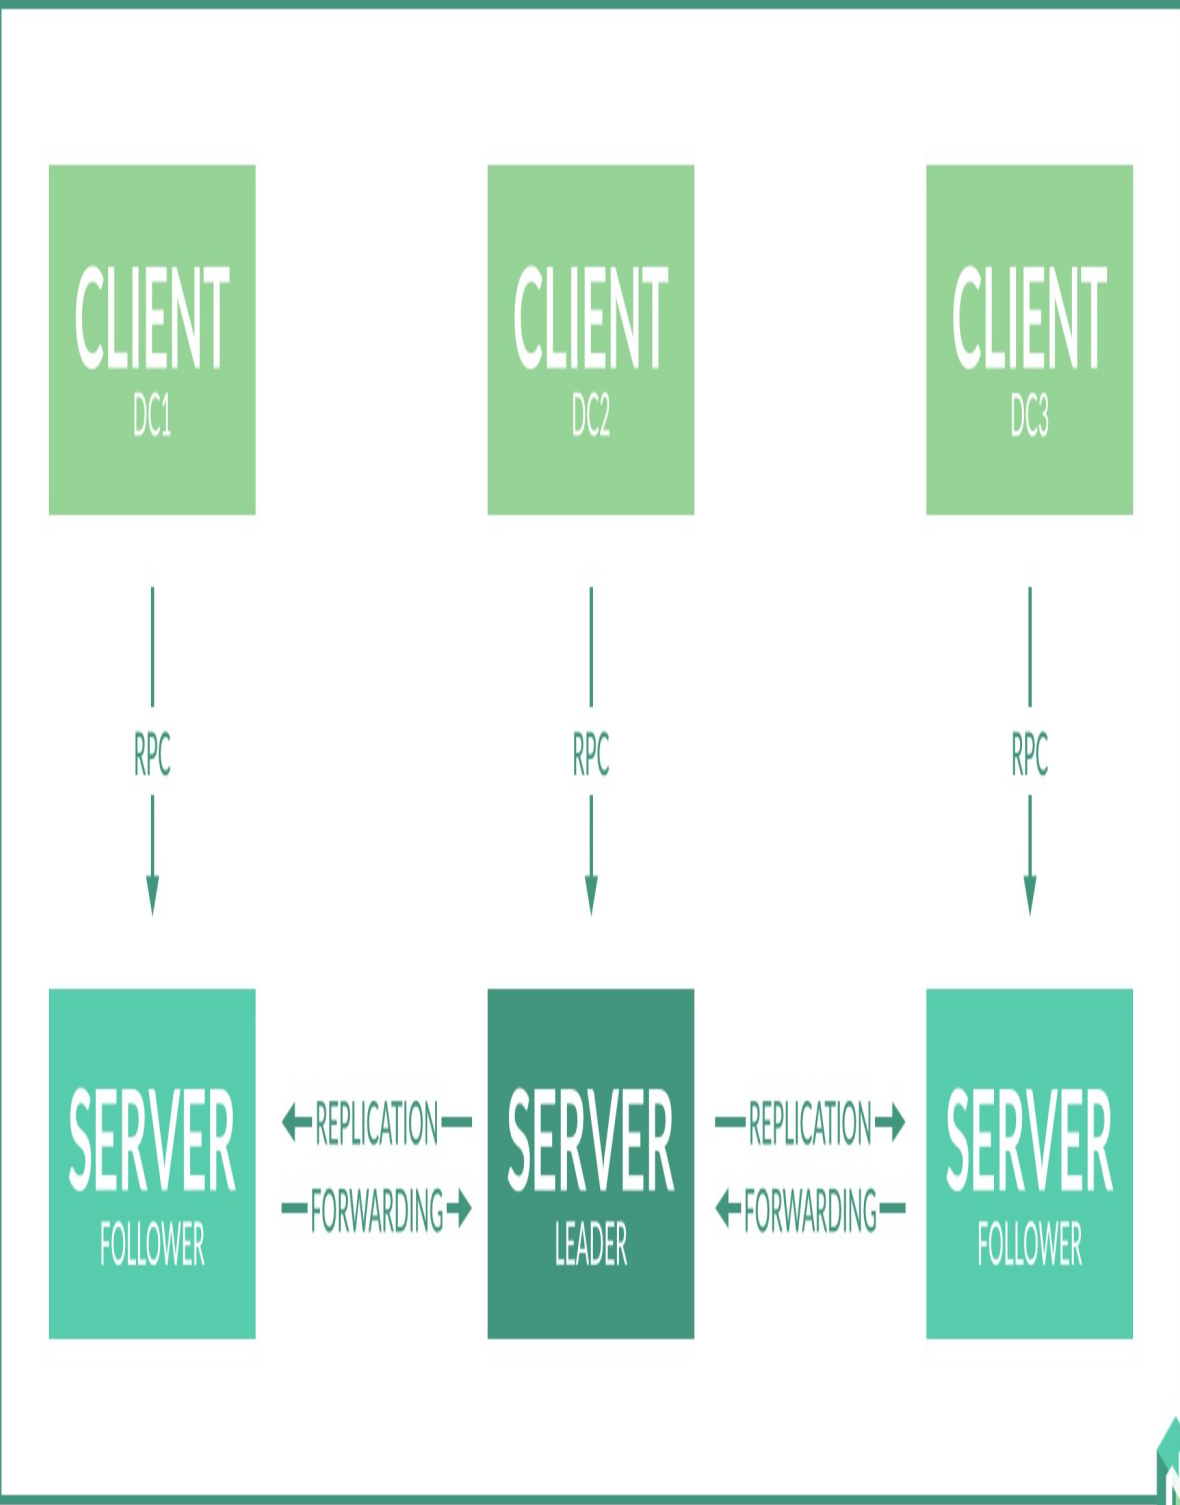 CLIENT
DC1
CLIENT
DC2
CLIENT
DC3
RPC
RPC
RPC
SERVER
FOLLOWER
REPLICATION
FORWARDING
SERVER
LEADER
REPLICATION
FORWARDING
SERVER
FOLLOWER